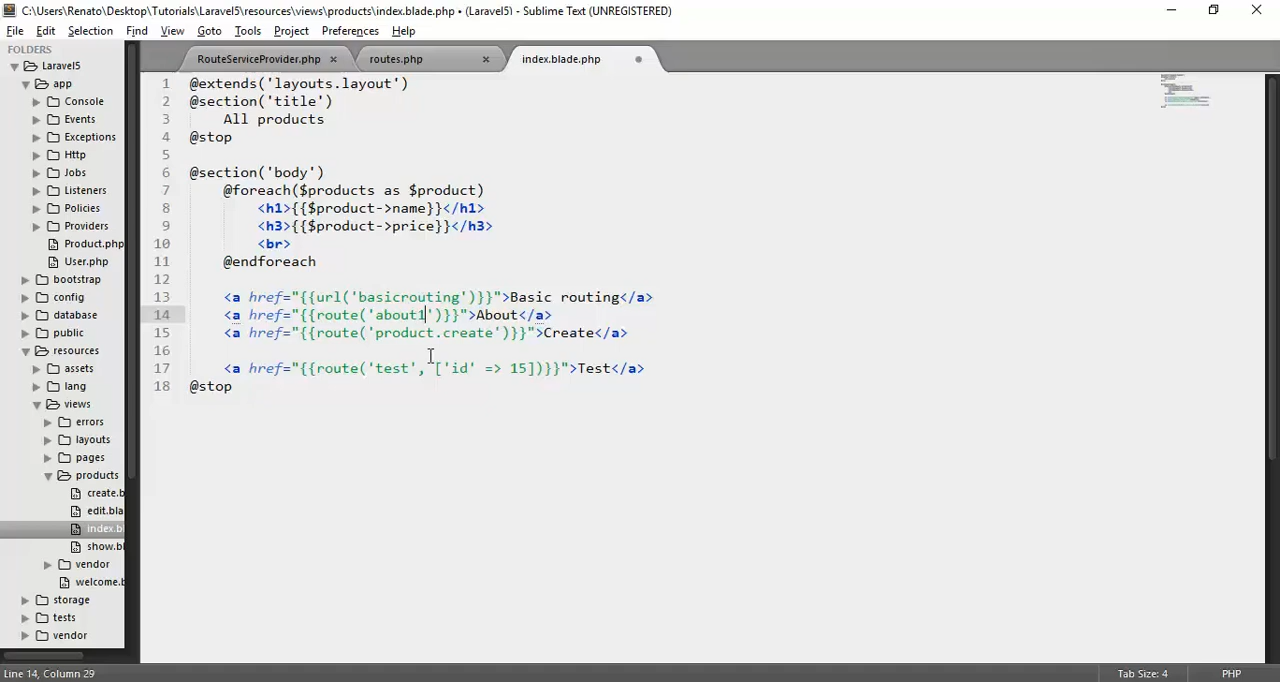 C:\Users\Renato\Desktop\Tutorials\Laravel5\resources\views\products\index.blade.php • (Laravel5) - Sublime Text (UNREGISTERED)
File Edit Selection Find View Goto Tools Project Preferences Help
FOLDERS
Laravel5
app
Console
Events
Exceptions
Http
Jobs
Listeners
Policies
Providers
Product.php
User.php
bootstrap
config
database
public
resources
assets
lang
views
errors
layouts
pages
products
create.b
edit.bla
index.b
show.bl
vendor
welcome.b
storage
tests
vendor
RouteServiceProvider.php × routes.php × index.blade.php
1 @extends('layouts.layout')
2 @section('title')
3 All products
4 @stop
5
6 @section('body')
7 @foreach($products as $product)
8 <h1>{{$product->name}}</h1>
9 <h3>{{$product->price}}</h3>
10 <br>
11 @endforeach
12
13 <a href="{{url('basicrouting')}}">Basic routing</a>
14 <a href="{{route('about1')}}">About</a>
15 <a href="{{route('product.create')}}">Create</a>
16
17 <a href="{{route('test', ['id' => 15])}}">Test</a>
18 @stop
Line 14, Column 29
Tab Size: 4
PHP